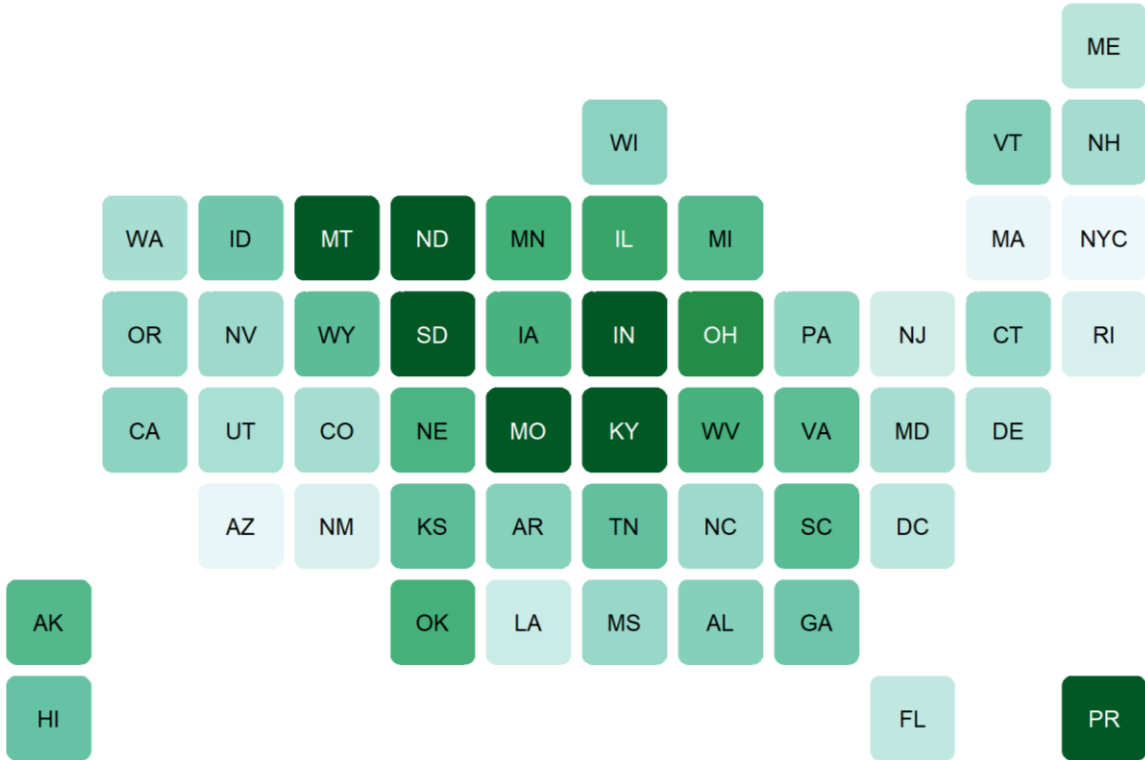 ME
WI VT NH
WA ID MT ND MN IL MI MA NYC
OR NV WY SD IA IN OH PA NJ CT RI
CA UT CO NE MO KY WV VA MD DE
AZ NM KS AR TN NC SC DC
AK OK LA MS AL GA
HI FL PR